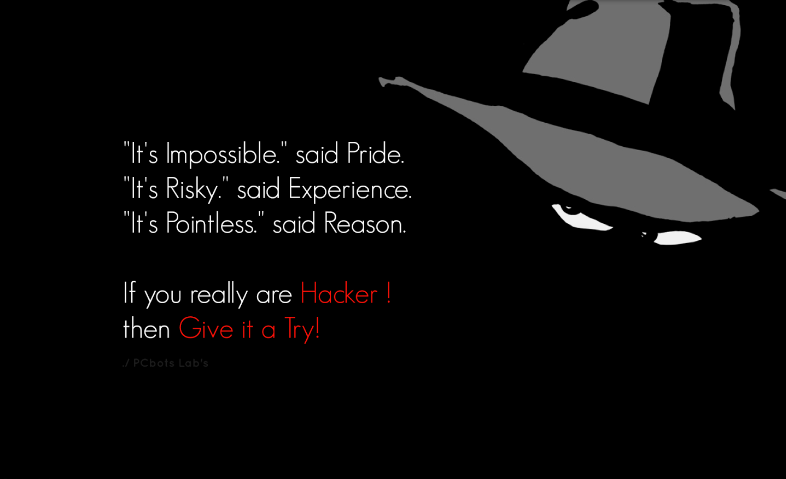 "It's Impossible." said Pride.
"It's Risky." said Experience.
"It's Pointless." said Reason.
If you really are Hacker !
then Give it a Try!
./ PCbots Lab's